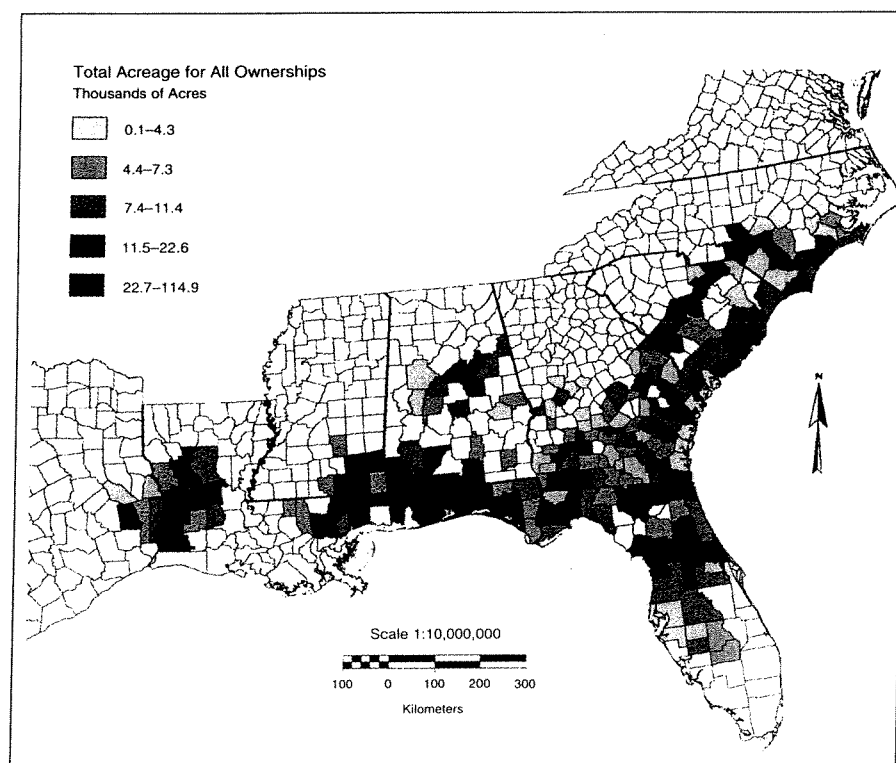 Total Acreage for All Ownerships
Thousands of Acres
0.1–4.3
4.4–7.3
7.4–11.4
11.5–22.6
22.7–114.9
N
Scale 1:10,000,000
100 0 100 200 300
Kilometers